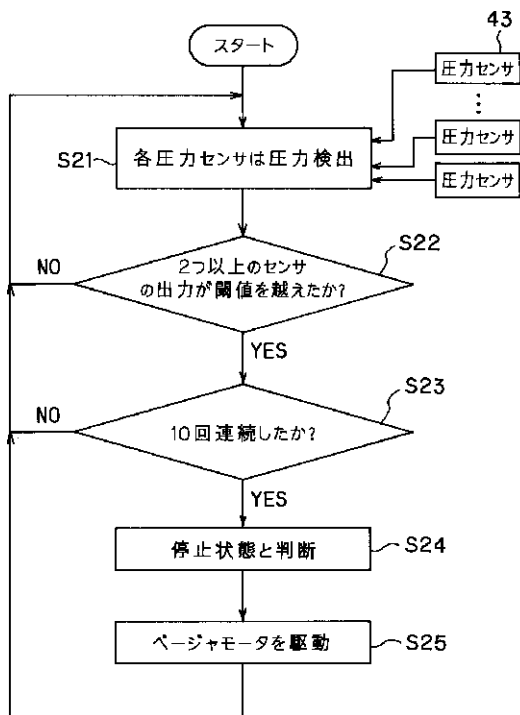 スタート
43
圧力センサ
⋮
圧力センサ
圧力センサ
S21
各圧力センサは圧力検出
S22
2つ以上のセンサ
の出力が閾値を越えたか?
NO
YES
S23
10回連続したか?
NO
YES
S24
停止状態と判断
S25
ページャモータを駆動